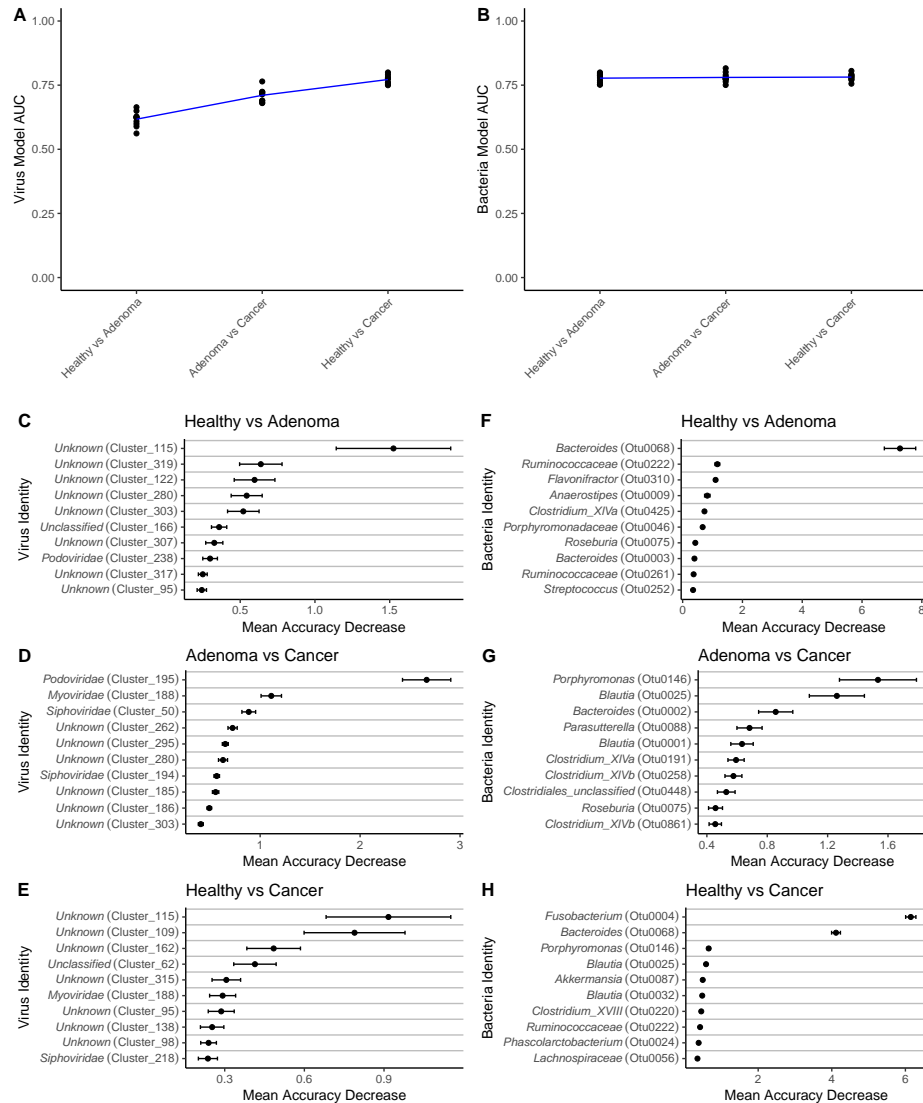 A
1.00
0.75
0.50
0.25
0.00
Virus Model AUC
Healthy vs Adenoma
Adenoma vs Cancer
Healthy vs Cancer
B
1.00
0.75
0.50
0.25
0.00
Bacteria Model AUC
Healthy vs Adenoma
Adenoma vs Cancer
Healthy vs Cancer
C
Healthy vs Adenoma
Virus Identity
Unknown (Cluster_115)
Unknown (Cluster_319)
Unknown (Cluster_122)
Unknown (Cluster_280)
Unknown (Cluster_303)
Unclassified (Cluster_166)
Unknown (Cluster_307)
Podoviridae (Cluster_238)
Unknown (Cluster_317)
Unknown (Cluster_95)
0.5 1.0 1.5
Mean Accuracy Decrease
D
Adenoma vs Cancer
Virus Identity
Podoviridae (Cluster_195)
Myoviridae (Cluster_188)
Siphoviridae (Cluster_50)
Unknown (Cluster_262)
Unknown (Cluster_295)
Unknown (Cluster_280)
Siphoviridae (Cluster_194)
Unknown (Cluster_185)
Unknown (Cluster_186)
Unknown (Cluster_303)
1 2 3
Mean Accuracy Decrease
E
Healthy vs Cancer
Virus Identity
Unknown (Cluster_115)
Unknown (Cluster_109)
Unknown (Cluster_162)
Unclassified (Cluster_62)
Unknown (Cluster_315)
Myoviridae (Cluster_188)
Unknown (Cluster_95)
Unknown (Cluster_138)
Unknown (Cluster_98)
Siphoviridae (Cluster_218)
0.3 0.6 0.9
Mean Accuracy Decrease
F
Healthy vs Adenoma
Bacteria Identity
Bacteroides (Otu0068)
Ruminococcaceae (Otu0222)
Flavonifractor (Otu0310)
Anaerostipes (Otu0009)
Clostridium_XIVa (Otu0425)
Porphyromonadaceae (Otu0046)
Roseburia (Otu0075)
Bacteroides (Otu0003)
Ruminococcaceae (Otu0261)
Streptococcus (Otu0252)
0 2 4 6 8
Mean Accuracy Decrease
G
Adenoma vs Cancer
Bacteria Identity
Porphyromonas (Otu0146)
Blautia (Otu0025)
Bacteroides (Otu0002)
Parasutterella (Otu0088)
Blautia (Otu0001)
Clostridium_XIVa (Otu0191)
Clostridium_XIVb (Otu0258)
Clostridiales_unclassified (Otu0448)
Roseburia (Otu0075)
Clostridium_XIVb (Otu0861)
0.4 0.8 1.2 1.6
Mean Accuracy Decrease
H
Healthy vs Cancer
Bacteria Identity
Fusobacterium (Otu0004)
Bacteroides (Otu0068)
Porphyromonas (Otu0146)
Blautia (Otu0025)
Akkermansia (Otu0087)
Blautia (Otu0032)
Clostridium_XVIII (Otu0220)
Ruminococcaceae (Otu0222)
Phascolarctobacterium (Otu0024)
Lachnospiraceae (Otu0056)
2 4 6
Mean Accuracy Decrease